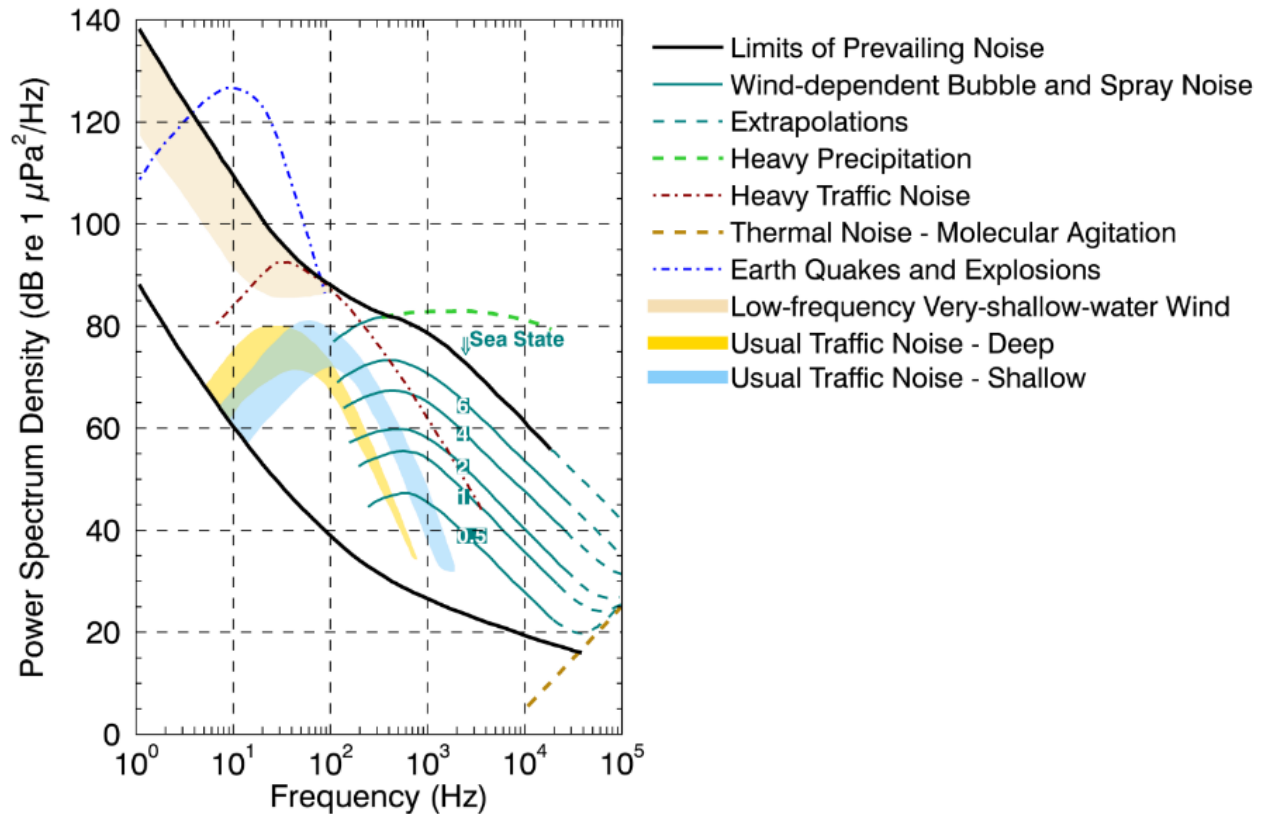 Power Spectrum Density (dB re 1 μPa²/Hz)
140
120
100
80
60
40
20
0
10⁰ 10¹ 10² 10³ 10⁴ 10⁵
Frequency (Hz)
⇓Sea State
6
4
2
1
0.5
Limits of Prevailing Noise
Wind-dependent Bubble and Spray Noise
Extrapolations
Heavy Precipitation
Heavy Traffic Noise
Thermal Noise - Molecular Agitation
Earth Quakes and Explosions
Low-frequency Very-shallow-water Wind
Usual Traffic Noise - Deep
Usual Traffic Noise - Shallow